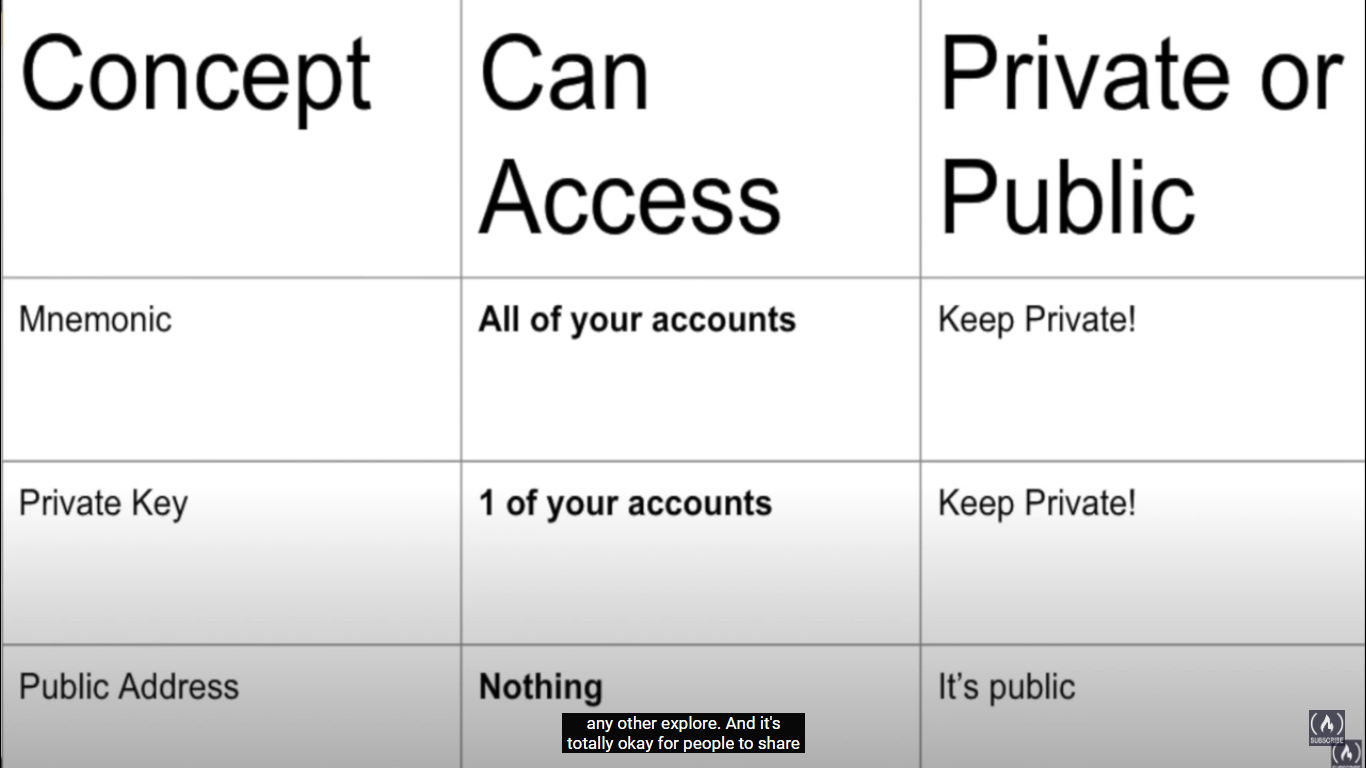 Concept
Can
Access
Private or
Public
Mnemonic
All of your accounts
Keep Private!
Private Key
1 of your accounts
Keep Private!
Public Address
Nothing
It's public
any other explore. And it's
totally okay for people to share
SUBSCRIBE